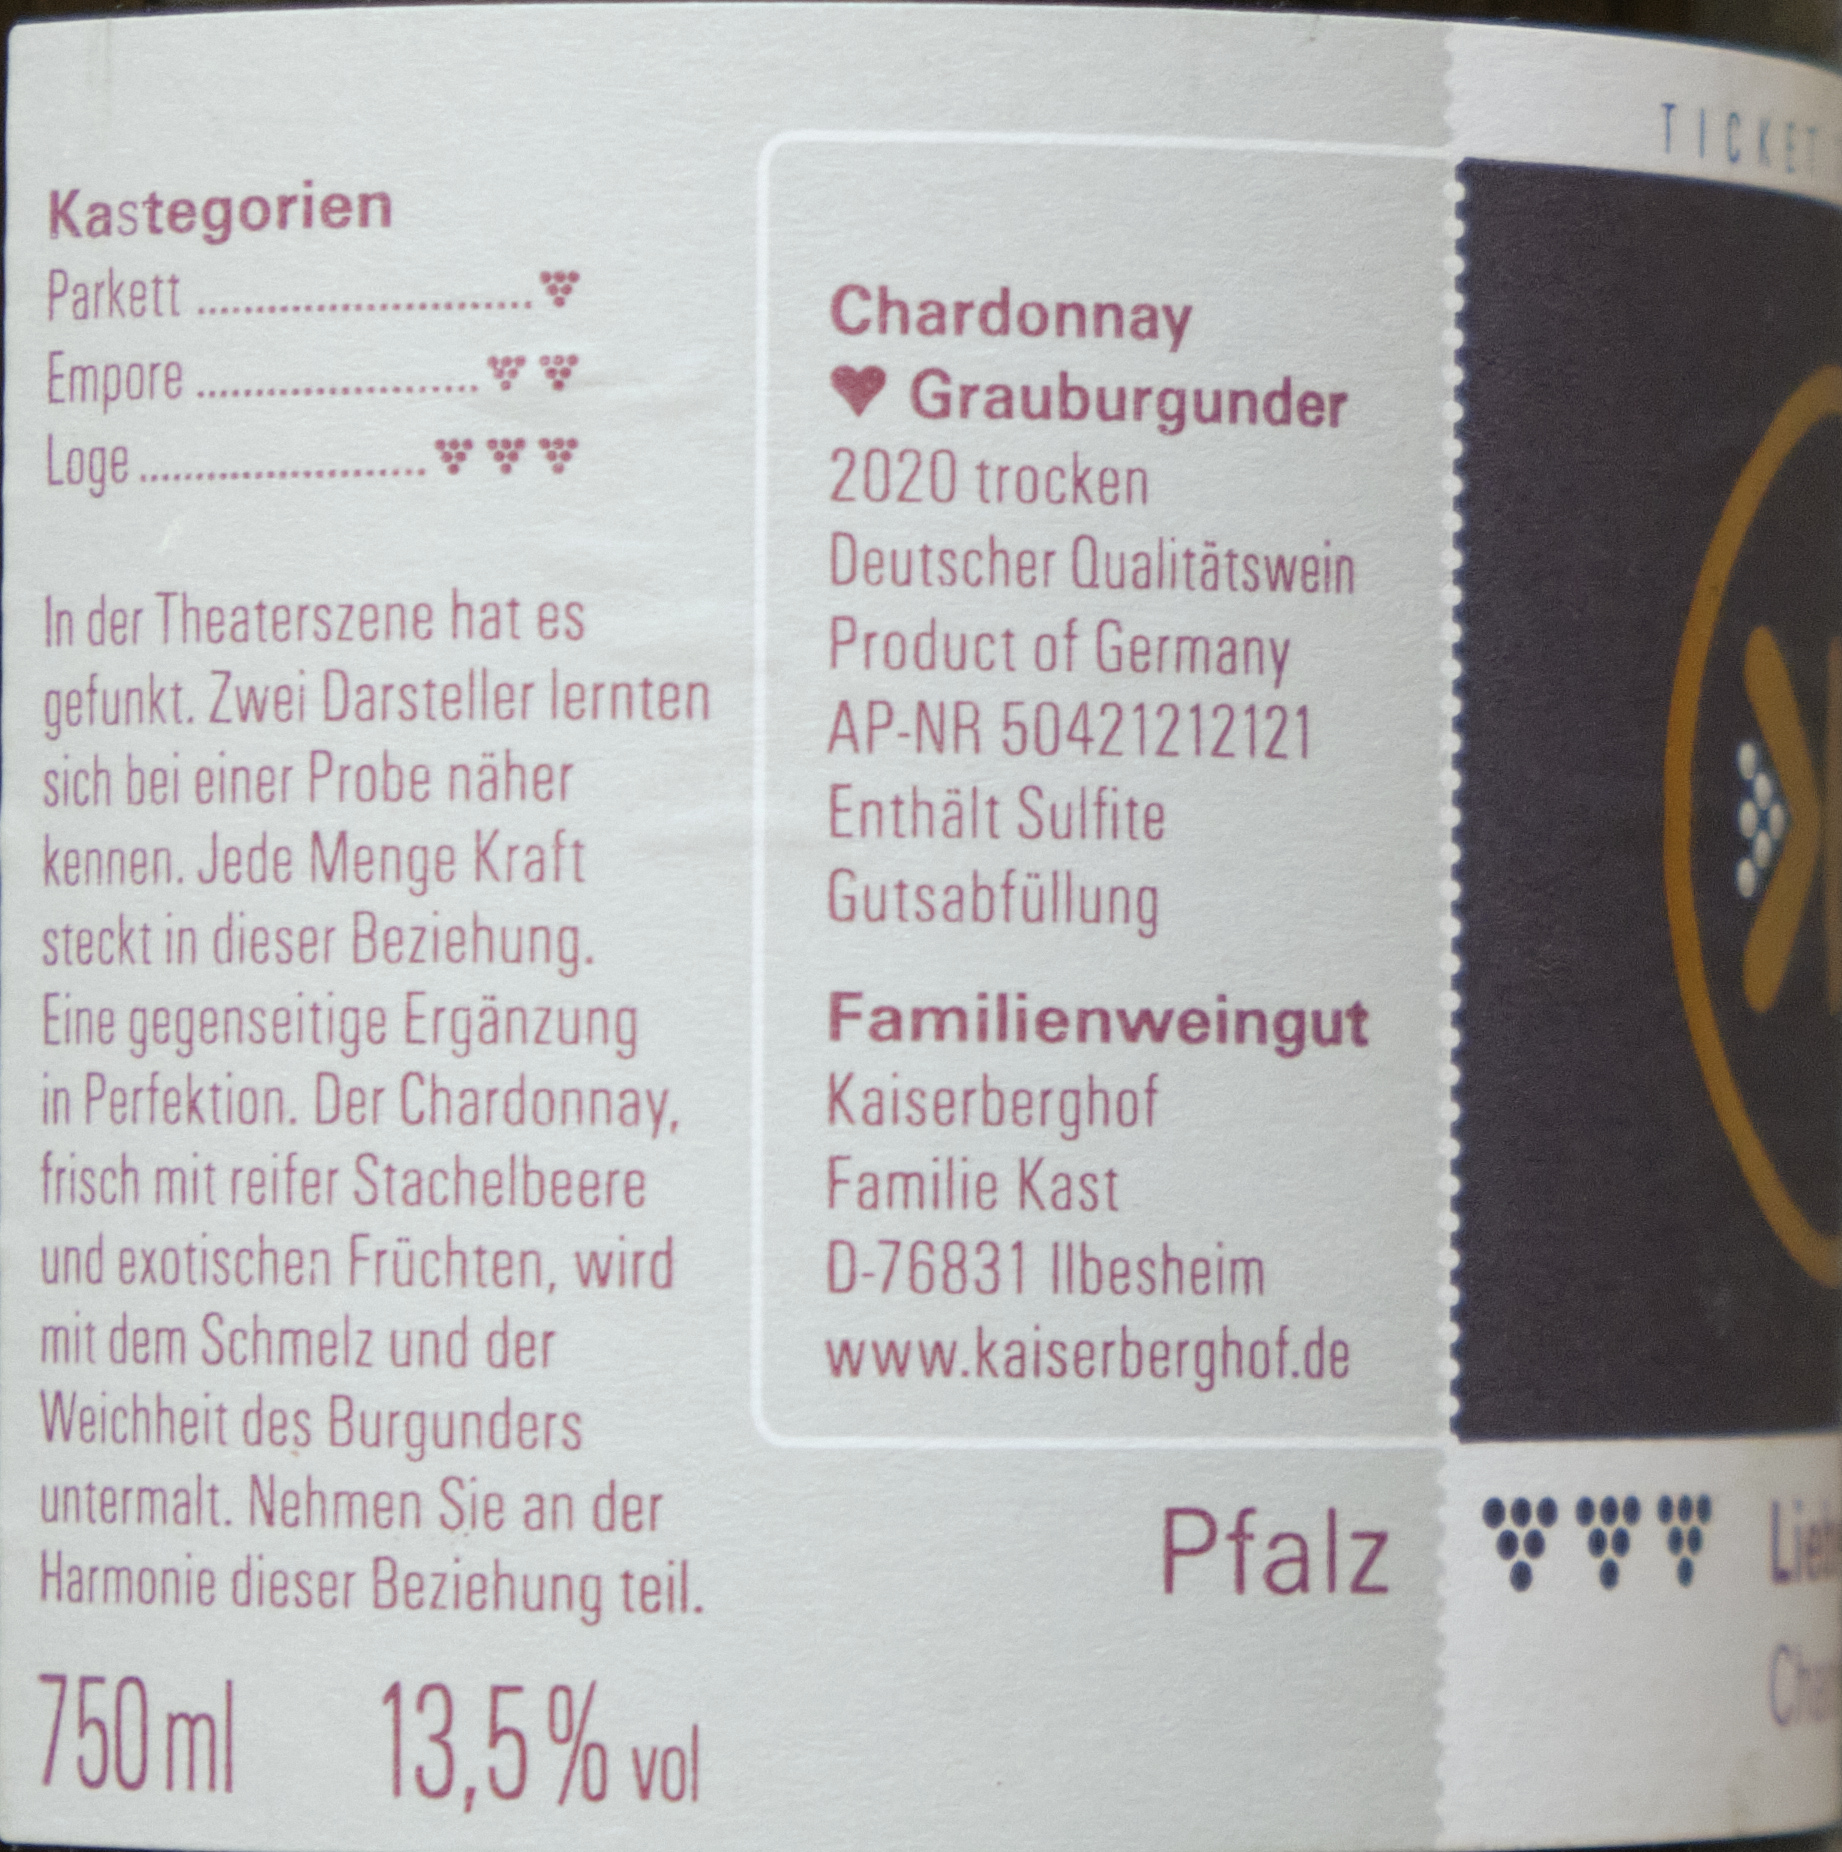 Kastegorien
Parkett
Empore
Loge
In der Theaterszene hat es
gefunkt. Zwei Darsteller lernten
sich bei einer Probe näher
kennen. Jede Menge Kraft
steckt in dieser Beziehung.
Eine gegenseitige Ergänzung
in Perfektion. Der Chardonnay,
frisch mit reifer Stachelbeere
und exotischen Früchten, wird
mit dem Schmelz und der
Weichheit des Burgunders
untermalt. Nehmen Sie an der
Harmonie dieser Beziehung teil.
750 ml 13,5 % vol
Chardonnay
♥ Grauburgunder
2020 trocken
Deutscher Qualitätswein
Product of Germany
AP-NR 50421212121
Enthält Sulfite
Gutsabfüllung
Familienweingut
Kaiserberghof
Familie Kast
D-76831 Ilbesheim
www.kaiserberghof.de
Pfalz
TICKET